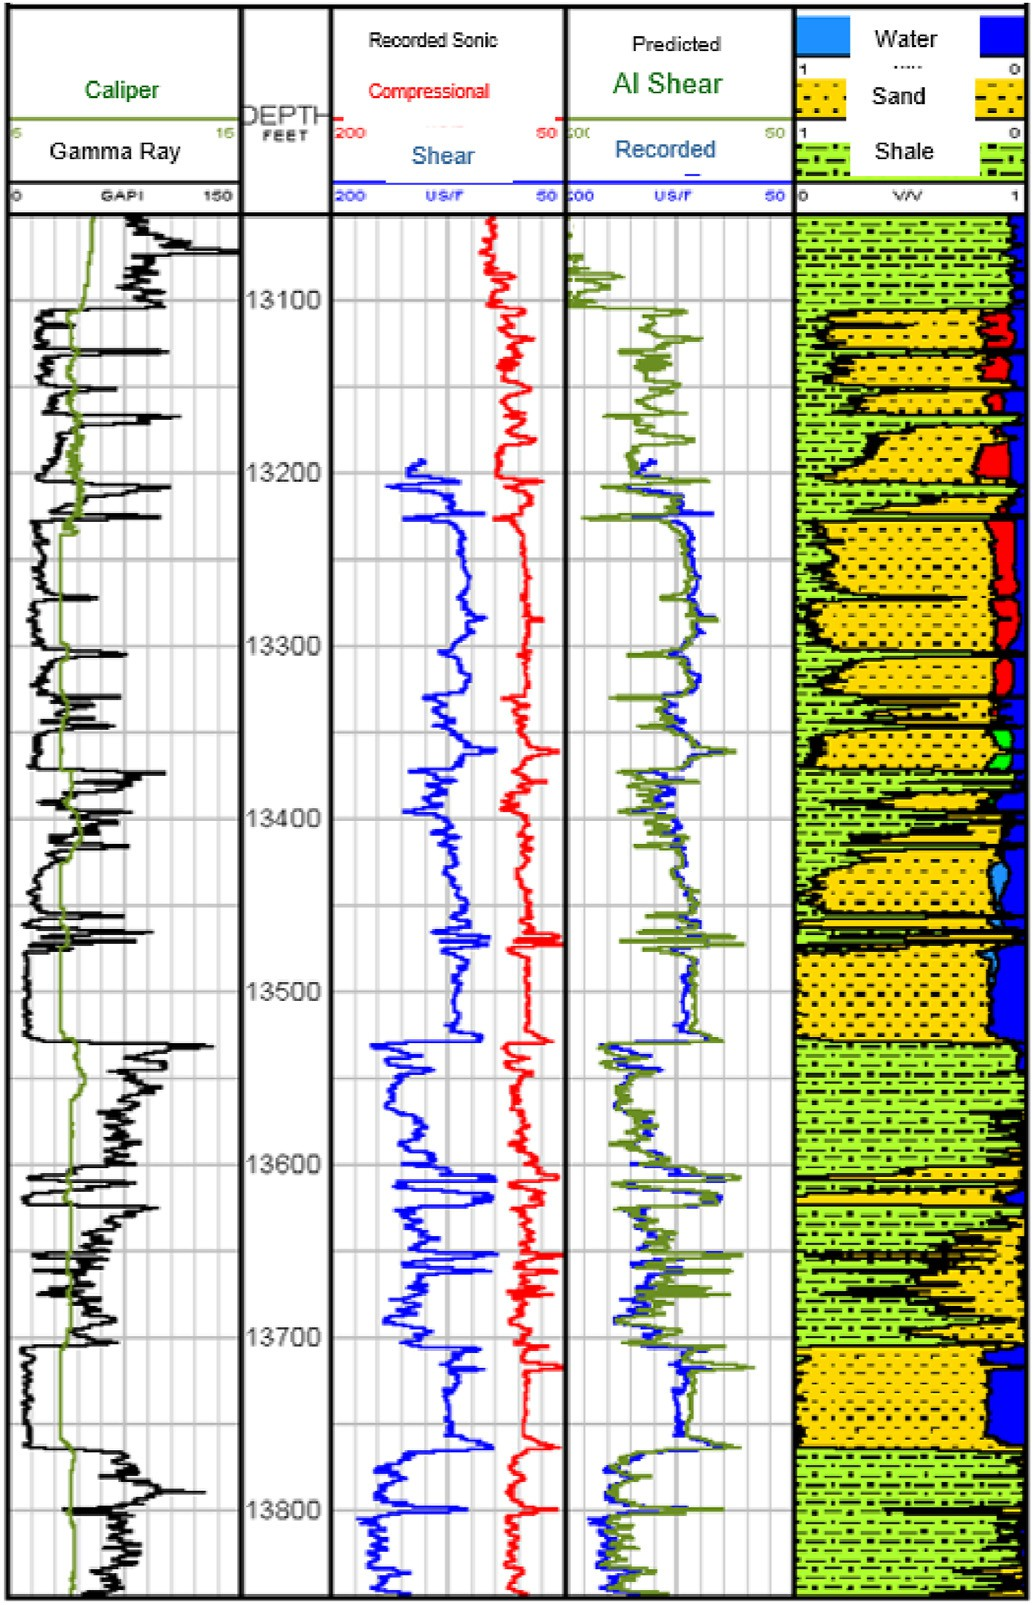 Caliper
5 15
Gamma Ray
0 GAPI 150
DEPTH
FEET
Recorded Sonic
Compressional
200 50
Shear
200 US/F 50
Predicted
AI Shear
50
Recorded
US/F 50
Water
1 0
Sand
1 0
Shale
0 V/V 1
13100
13200
13300
13400
13500
13600
13700
13800